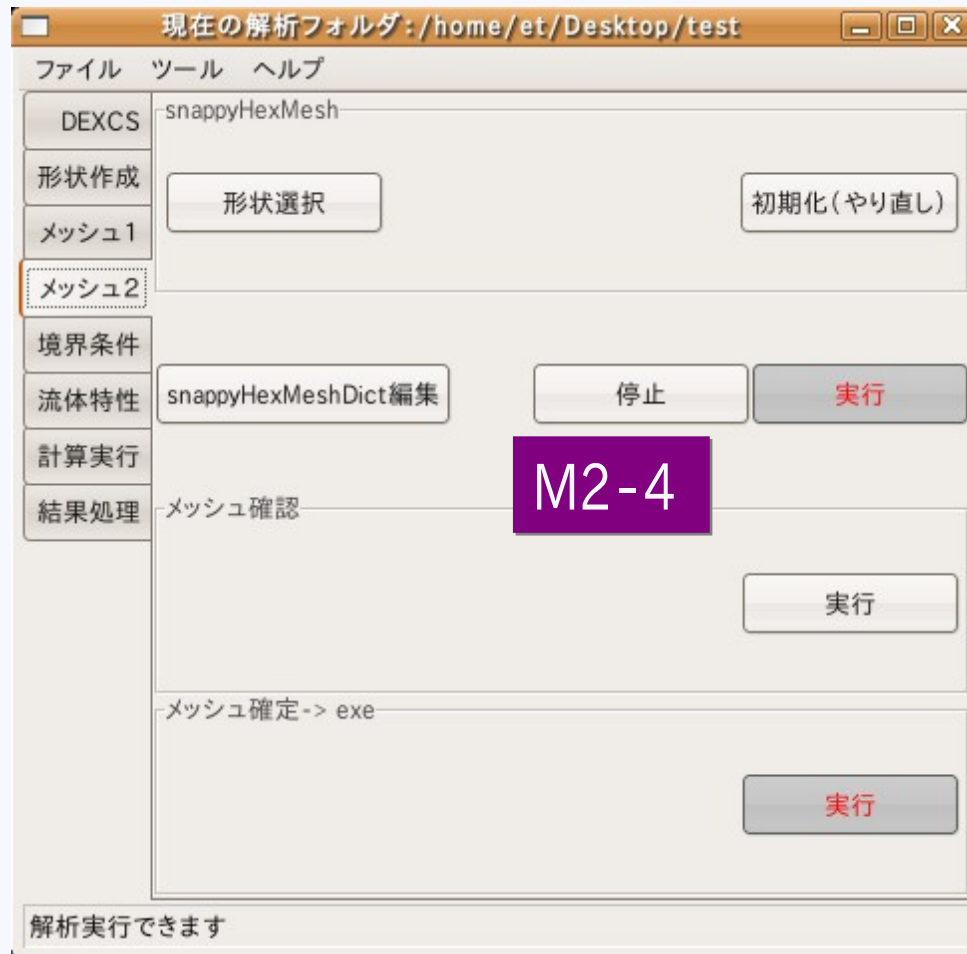 現在の解析フォルダ:/home/et/Desktop/test
ファイル ツール ヘルプ
DEXCS
形状作成
メッシュ1
メッシュ2
境界条件
流体特性
計算実行
結果処理
snappyHexMesh
形状選択 初期化(やり直し)
snappyHexMeshDict編集 停止 実行
M2-4
メッシュ確認
実行
メッシュ確定-> exe
実行
解析実行できます